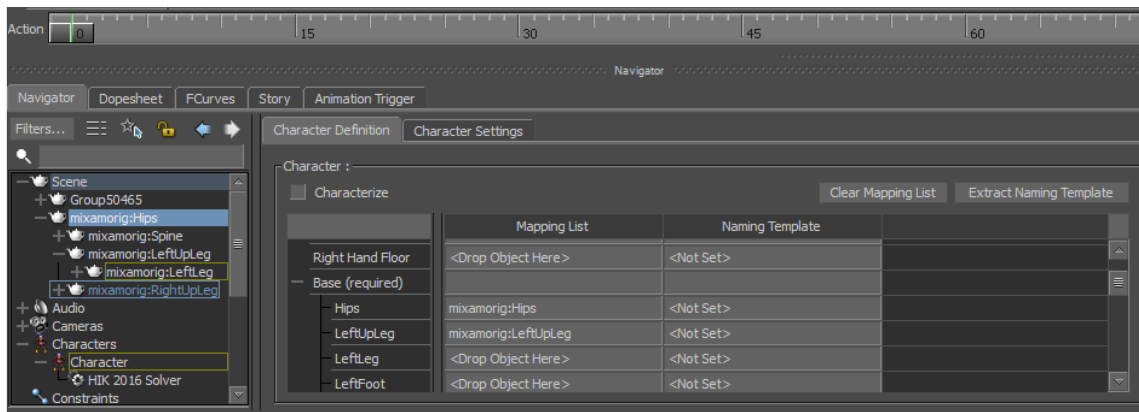 Action 0 15 30 45 60
Navigator
Navigator Dopesheet FCurves Story Animation Trigger
Filters... Character Definition Character Settings
Character :
Characterize Clear Mapping List Extract Naming Template
Mapping List Naming Template
Right Hand Floor <Drop Object Here> <Not Set>
Base (required)
Hips mixamorig:Hips <Not Set>
LeftUpLeg mixamorig:LeftUpLeg <Not Set>
LeftLeg <Drop Object Here> <Not Set>
LeftFoot <Drop Object Here> <Not Set>
Scene
Group50465
mixamorig:Hips
mixamorig:Spine
mixamorig:LeftUpLeg
mixamorig:LeftLeg
mixamorig:RightUpLeg
Audio
Cameras
Characters
Character
HIK 2016 Solver
Constraints